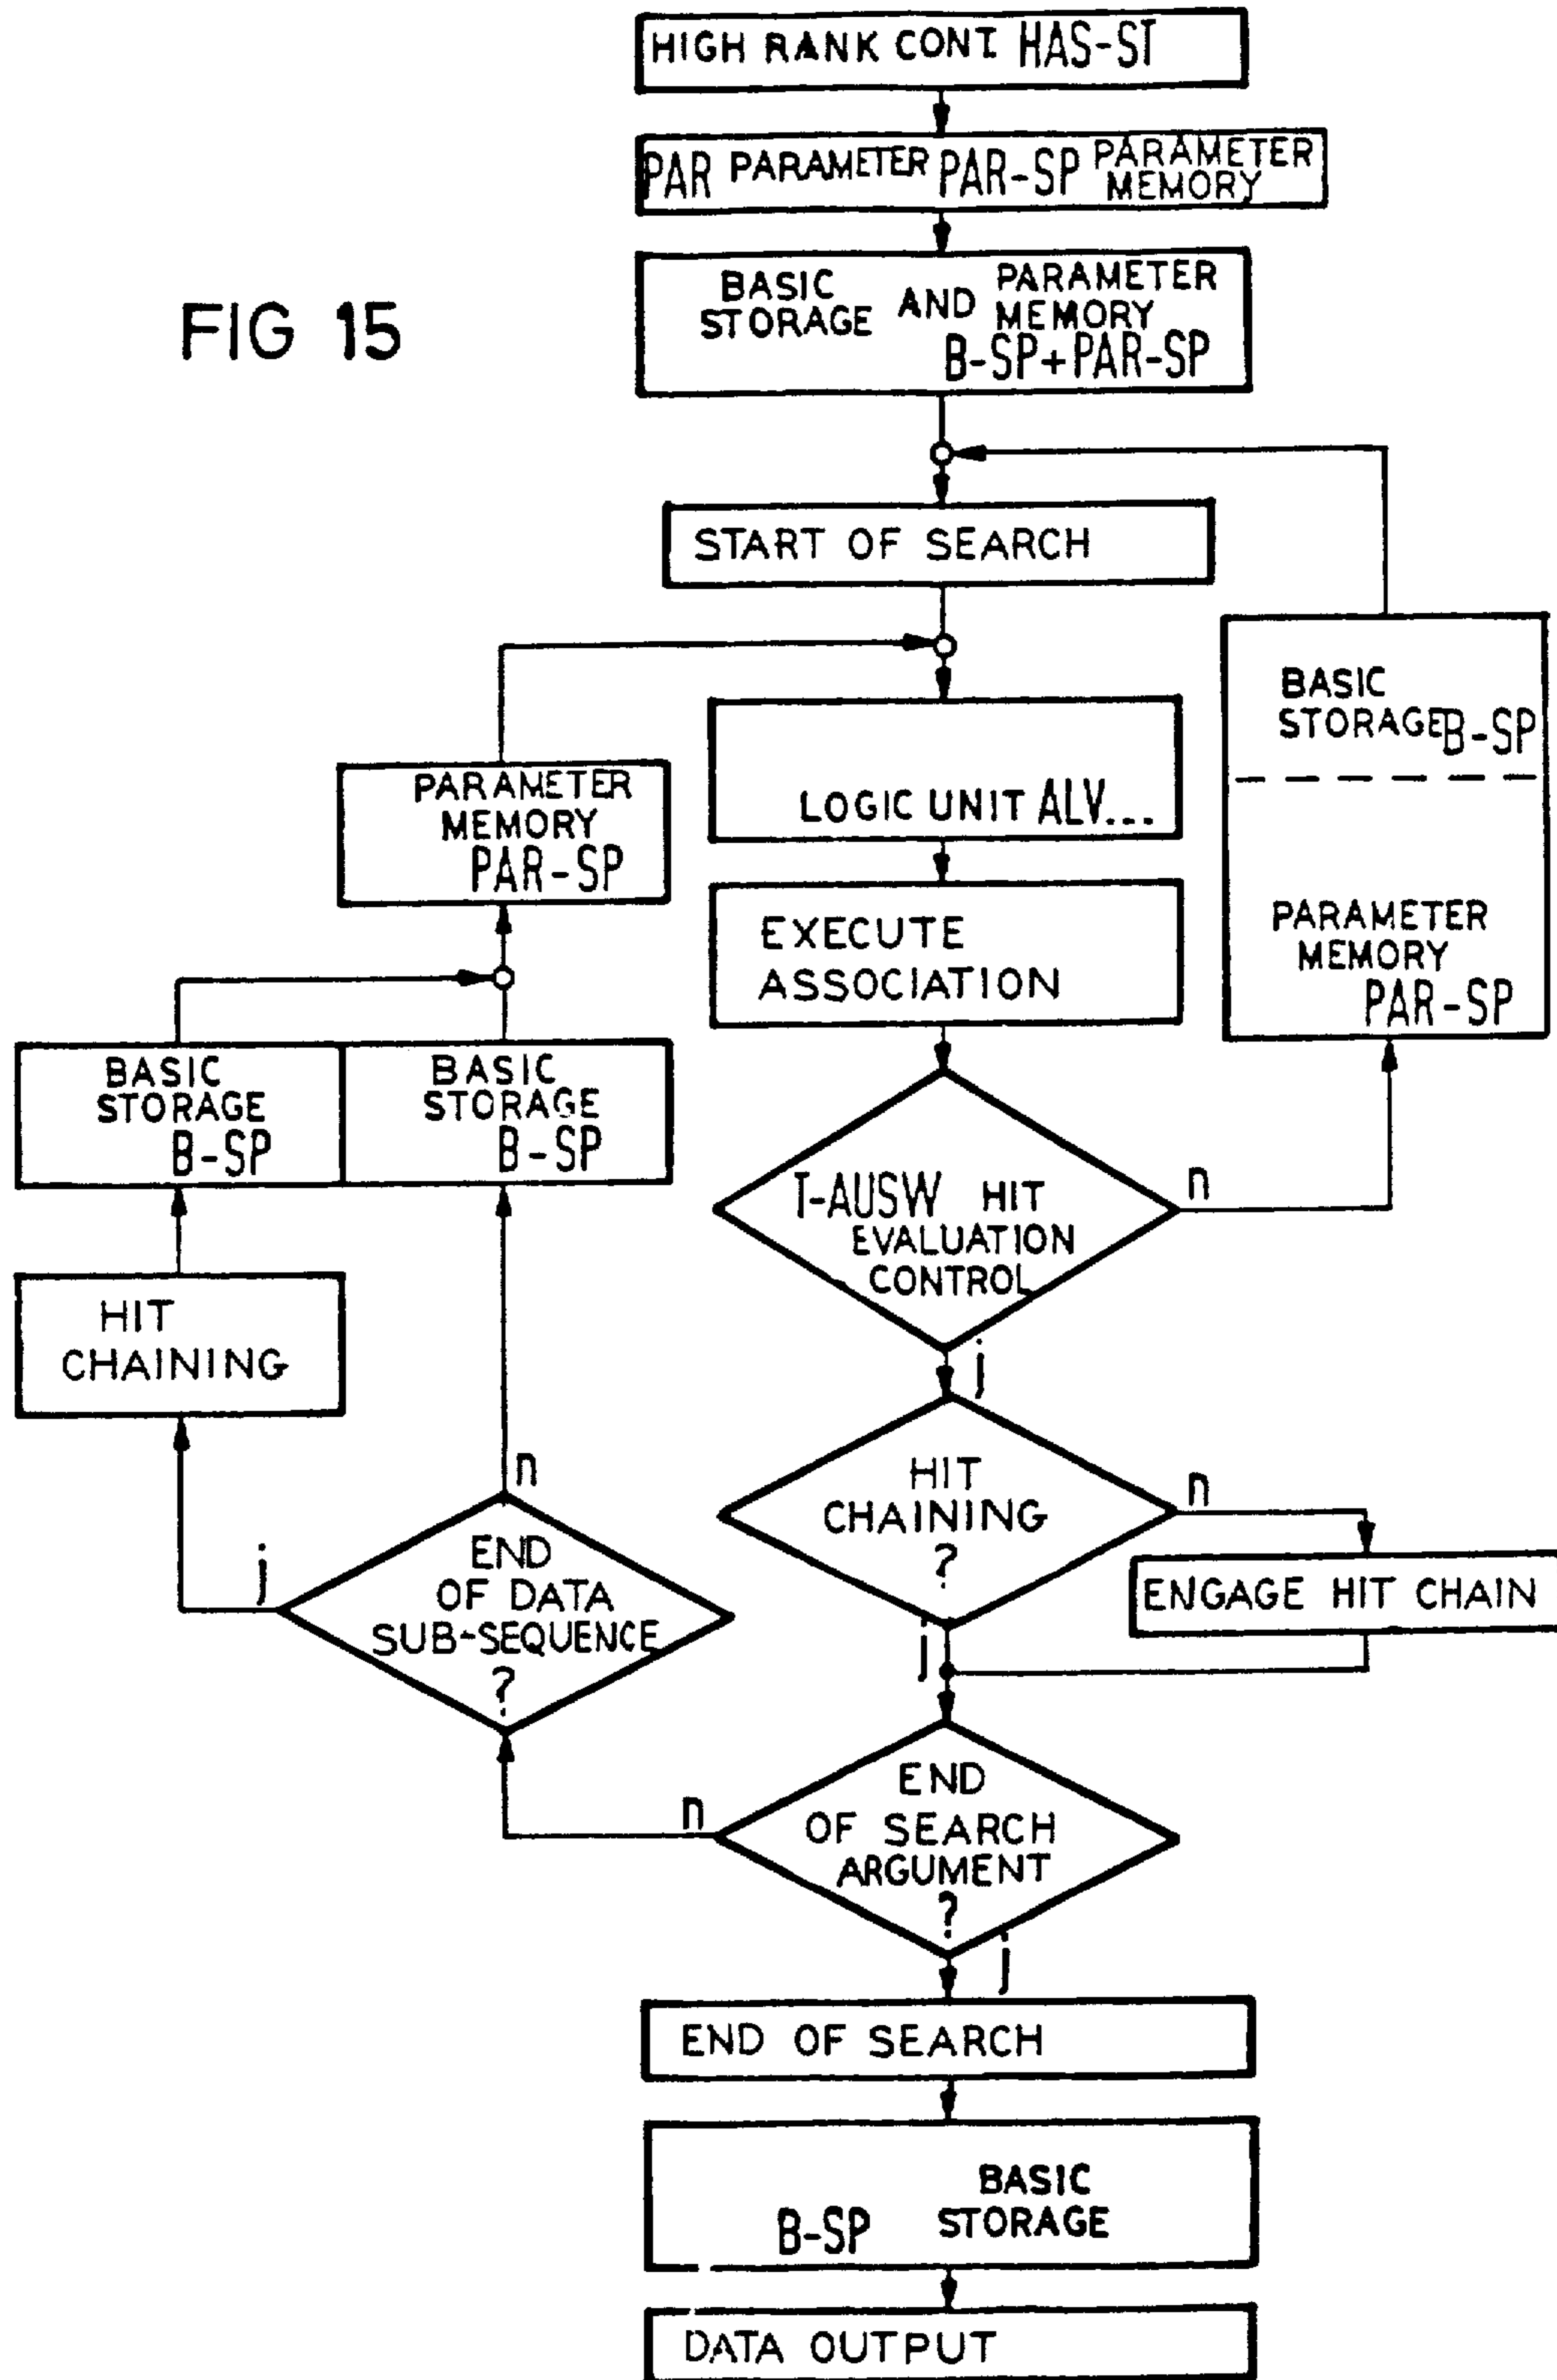 HIGH RANK CONT. HAS-ST
PAR PARAMETER PAR-SP PARAMETER
MEMORY
BASIC
STORAGE AND PARAMETER
MEMORY
B-SP+PAR-SP
FIG 15
START OF SEARCH
BASIC
STORAGE B-SP
PARAMETER
MEMORY
PAR-SP
LOGIC UNIT ALV...
PARAMETER
MEMORY
PAR-SP
EXECUTE
ASSOCIATION
BASIC
STORAGE
B-SP
BASIC
STORAGE
B-SP
T-AUSW HIT
EVALUATION
CONTROL
n
j
HIT
CHAINING
HIT
CHAINING
?
n
j
ENGAGE HIT CHAIN
END
OF DATA
SUB-SEQUENCE
?
n
j
END
OF SEARCH
ARGUMENT
?
n
j
END OF SEARCH
BASIC
B-SP STORAGE
DATA OUTPUT